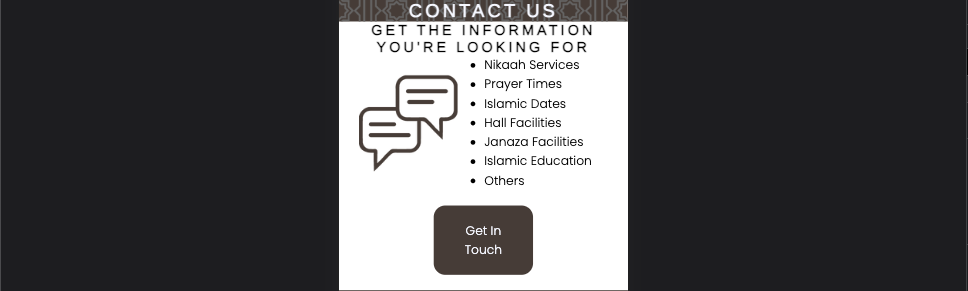 CONTACT US
GET THE INFORMATION
YOU'RE LOOKING FOR
Nikaah Services
Prayer Times
Islamic Dates
Hall Facilities
Janaza Facilities
Islamic Education
Others
Get In
Touch